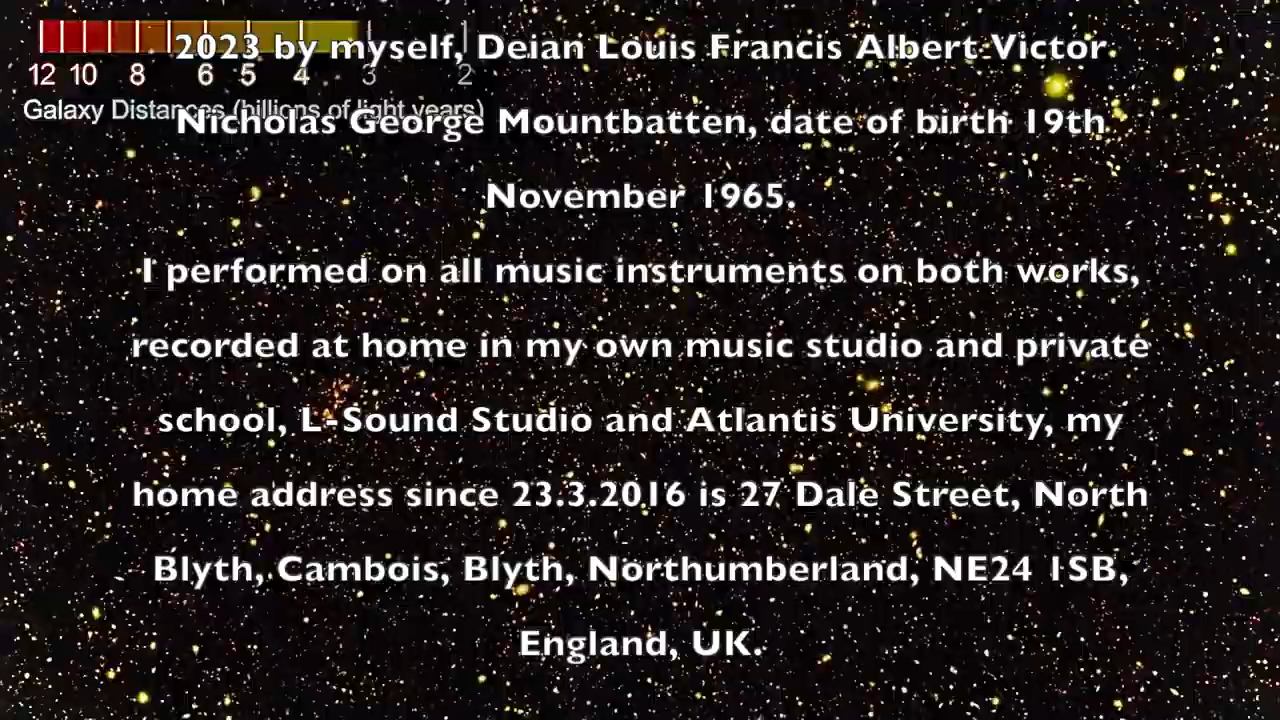 2023 by myself, Deian Louis Francis Albert Victor
12 10 8 6 5 4 3 2
Galaxy Distances (billions of light years)
Nicholas George Mountbatten, date of birth 19th
November 1965.
I performed on all music instruments on both works,
recorded at home in my own music studio and private
school, L-Sound Studio and Atlantis University, my
home address since 23.3.2016 is 27 Dale Street, North
Blyth, Cambois, Blyth, Northumberland, NE24 1SB,
England, UK.